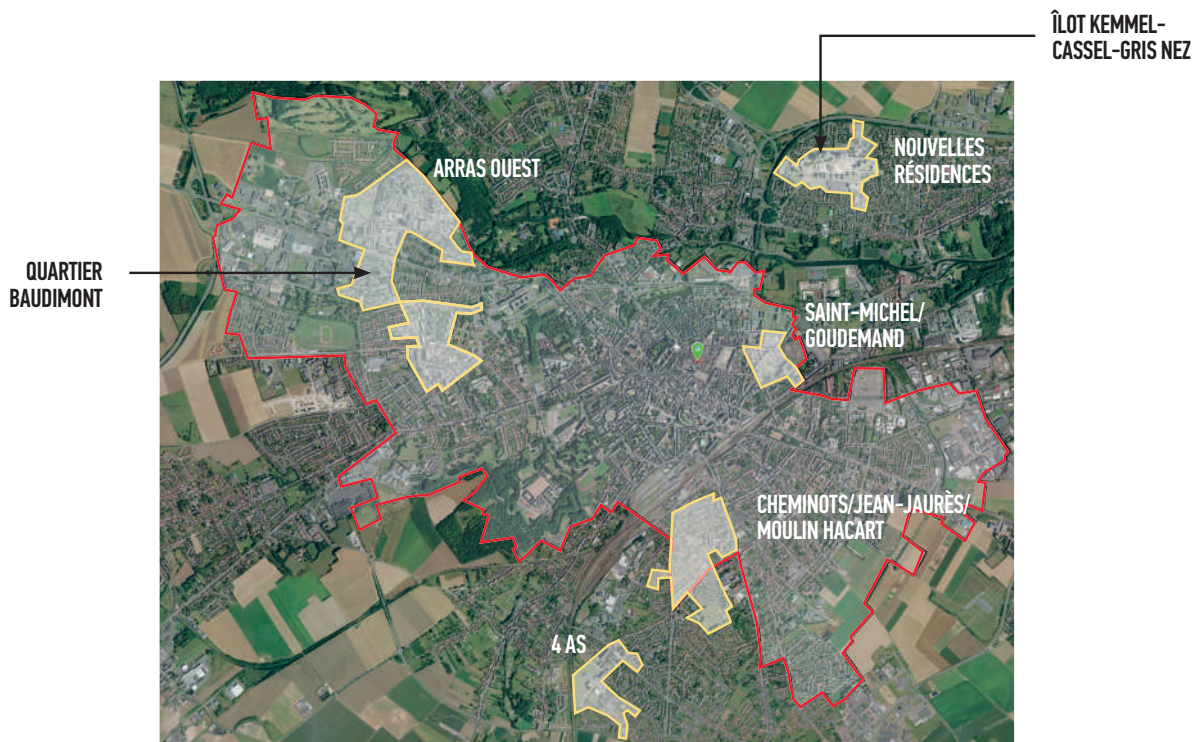 ÎLOT KEMMEL-
CASSEL-GRIS NEZ
NOUVELLES
RÉSIDENCES
ARRAS OUEST
QUARTIER
BAUDIMONT
SAINT-MICHEL/
GOUDEMAND
CHEMINOTS/JEAN-JAURÈS/
MOULIN HACART
4 AS